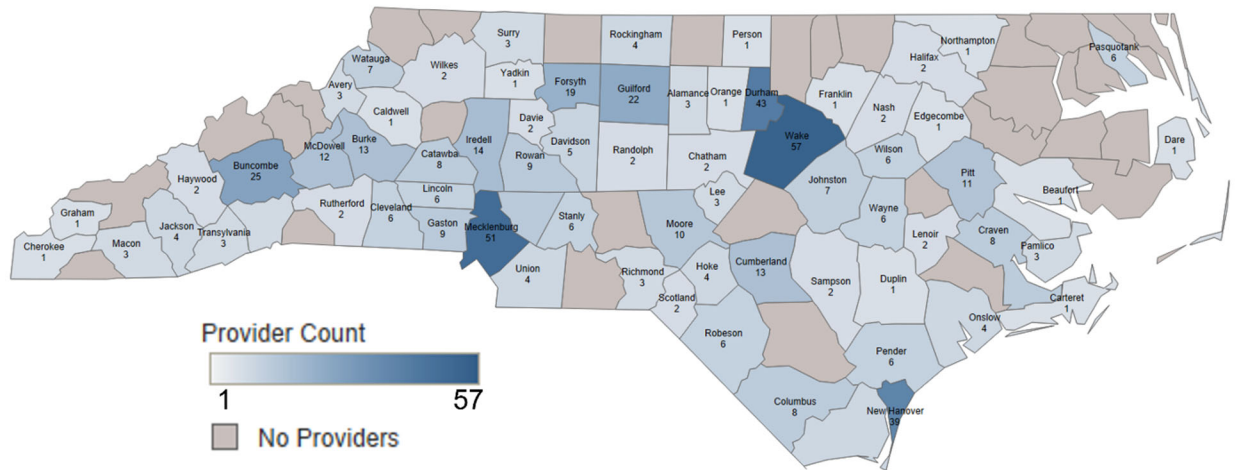 Surry
3
Rockingham
4
Person
1
Northampton
1
Pasquotank
6
Halifax
2
Watauga
7
Wilkes
2
Yadkin
1
Forsyth
19
Guilford
22
Alamance
3
Orange
1
Durham
43
Franklin
1
Nash
2
Edgecombe
1
Avery
3
Caldwell
1
Davie
2
Davidson
5
Randolph
2
Chatham
2
Wake
57
Wilson
6
Dare
1
McDowell
12
Burke
13
Iredell
14
Catawba
8
Rowan
9
Buncombe
25
Haywood
2
Johnston
7
Pitt
11
Beaufort
1
Lee
3
Lincoln
6
Rutherford
2
Cleveland
6
Gaston
9
Mecklenburg
51
Stanly
6
Moore
10
Wayne
6
Lenoir
2
Craven
8
Pamlico
3
Graham
1
Jackson
4
Transylvania
3
Cherokee
1
Macon
3
Union
4
Richmond
3
Hoke
4
Cumberland
13
Sampson
2
Duplin
1
Scotland
2
Carteret
1
Onslow
4
Robeson
6
Pender
6
Columbus
8
New Hanover
39
Provider Count
1 57
No Providers